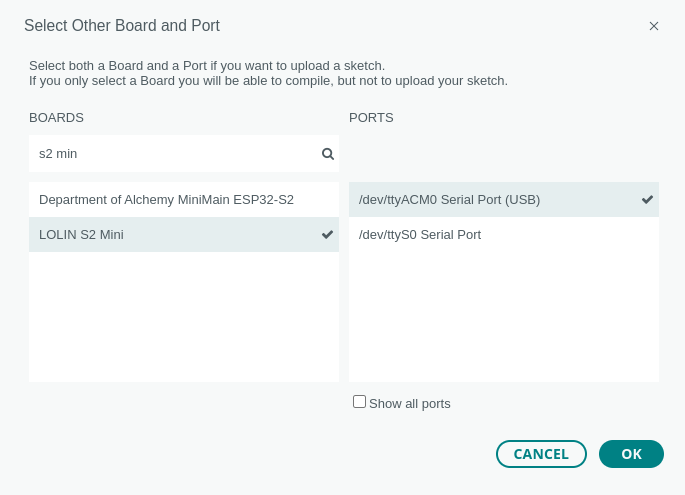 Select Other Board and Port
Select both a Board and a Port if you want to upload a sketch.
If you only select a Board you will be able to compile, but not to upload your sketch.
BOARDS
PORTS
s2 min
Department of Alchemy MiniMain ESP32-S2
/dev/ttyACM0 Serial Port (USB)
LOLIN S2 Mini
/dev/ttyS0 Serial Port
Show all ports
CANCEL
OK